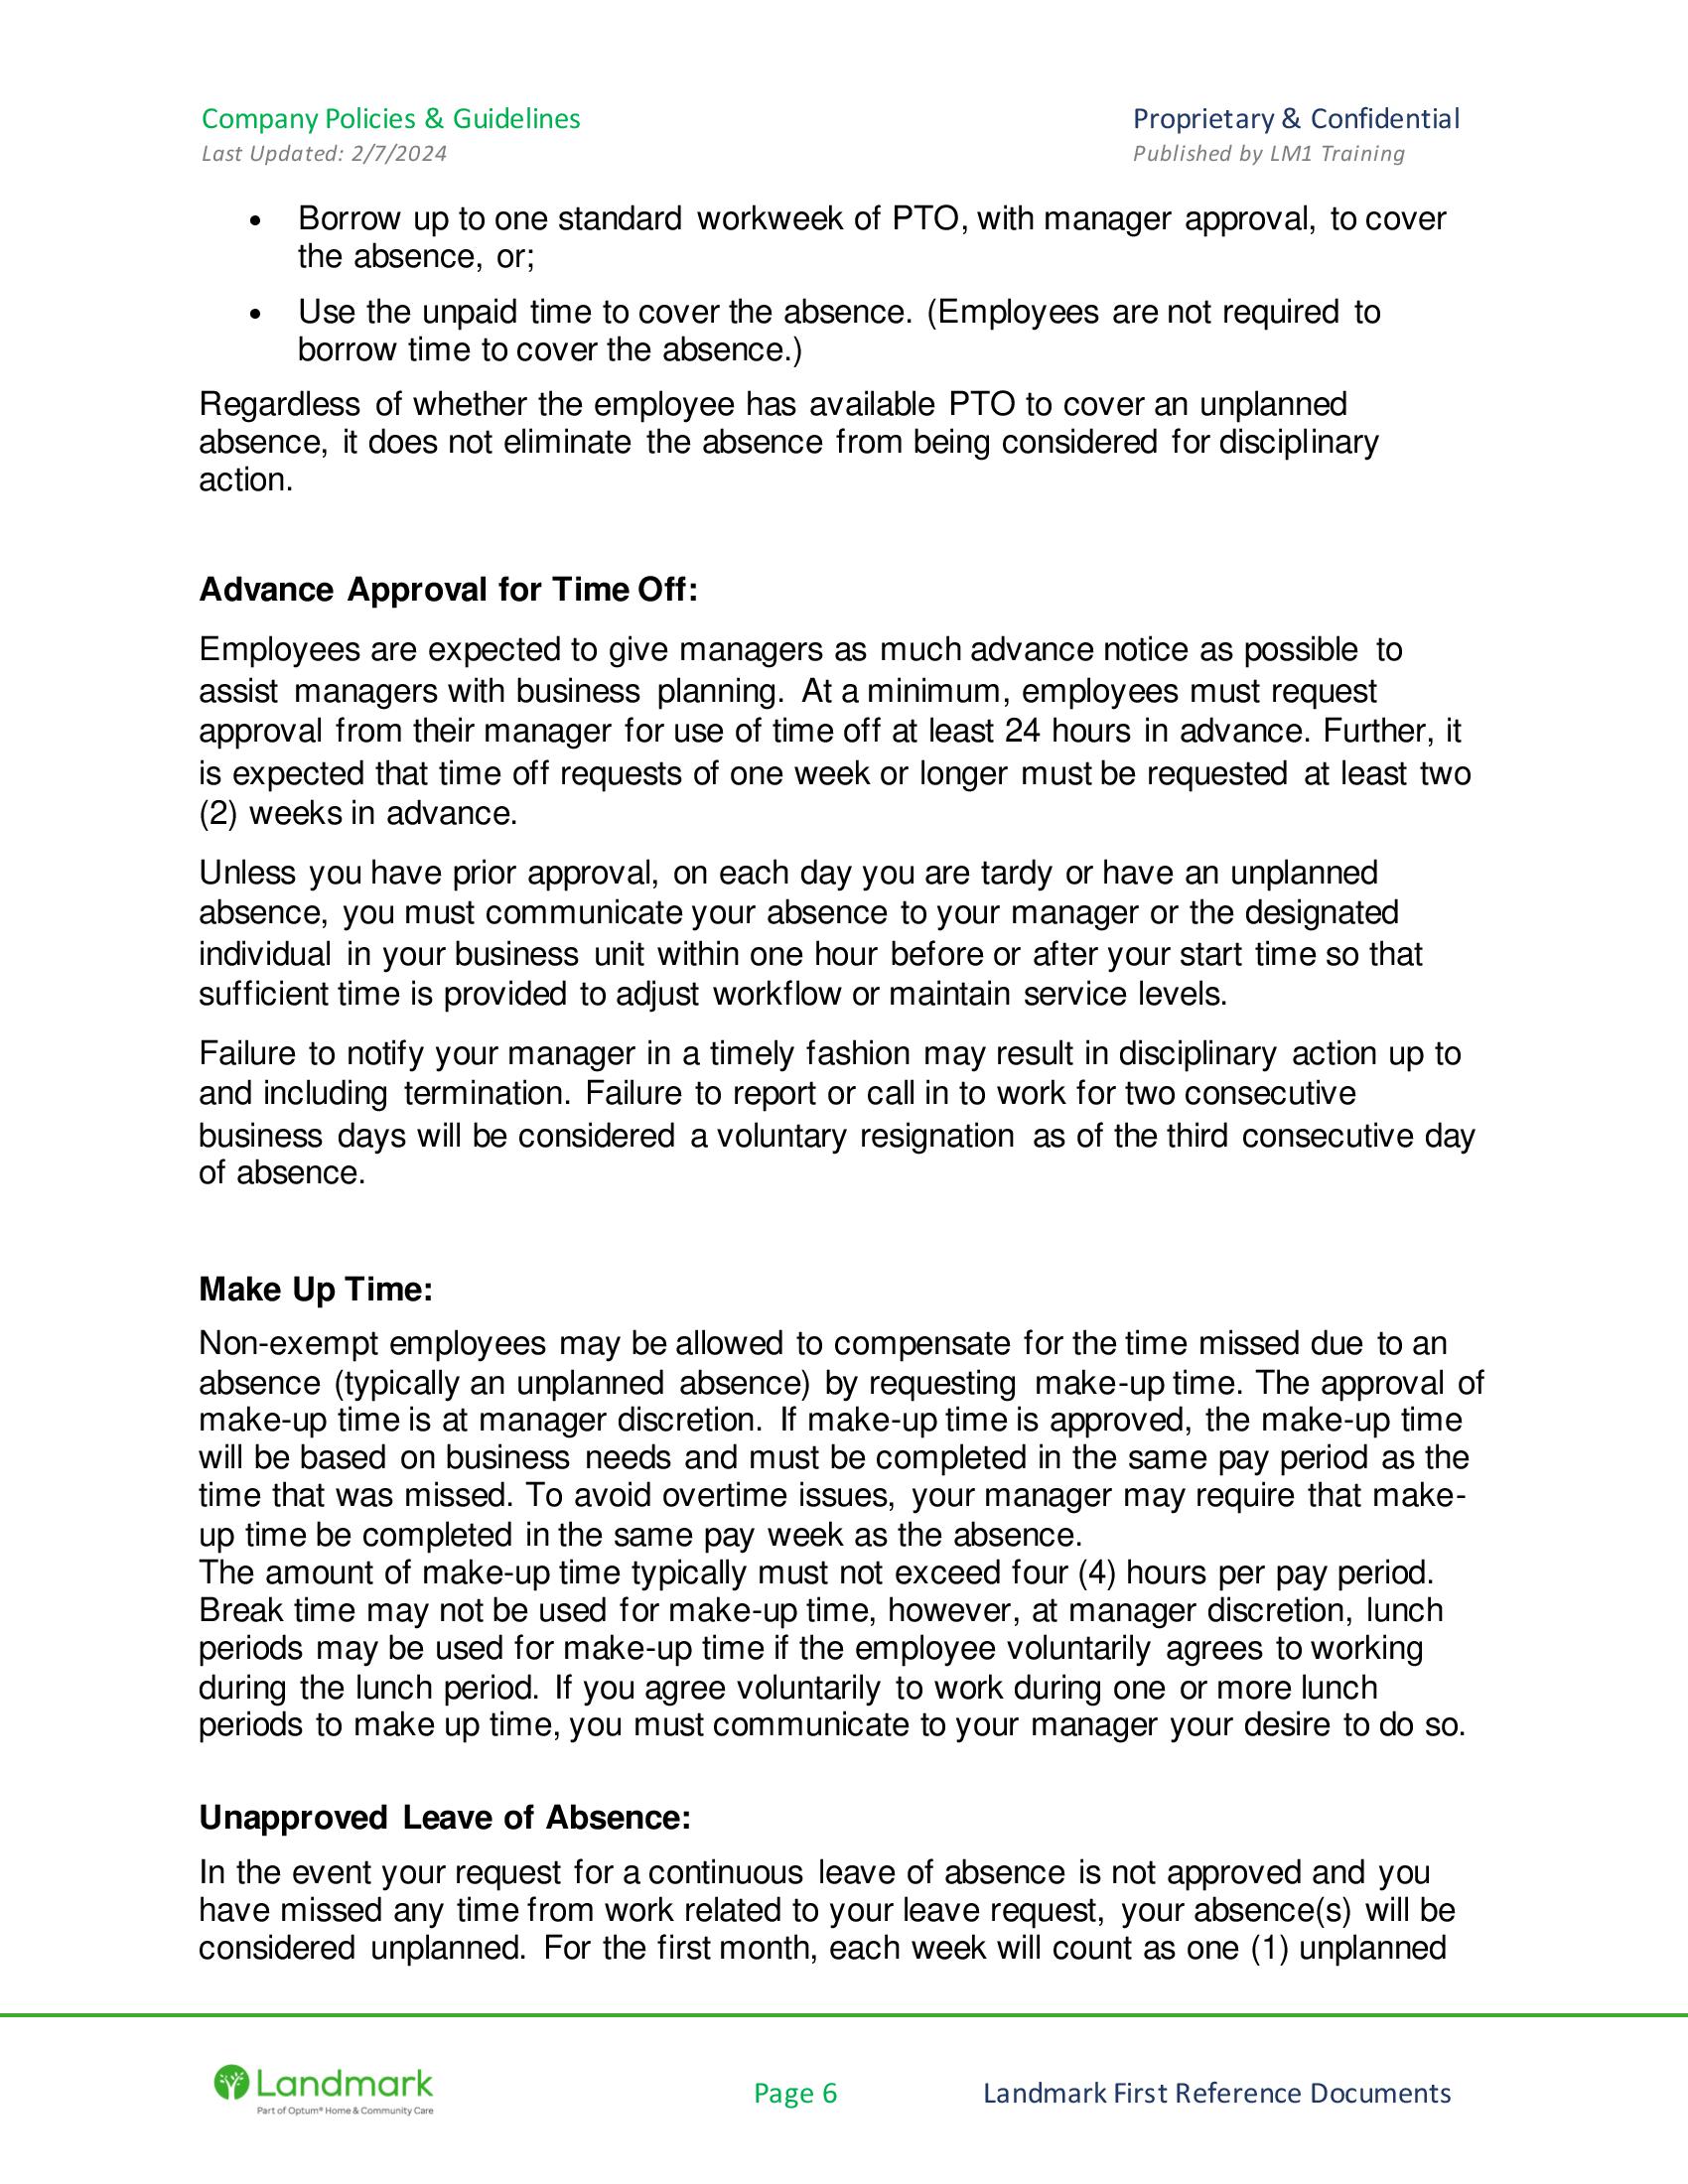 Company Policies & Guidelines
Proprietary & Confidential
Last Updated: 2/7/2024
Published by LM1 Training
• Borrow up to one standard workweek of PTO, with manager approval, to cover
the absence, or;
• Use the unpaid time to cover the absence. (Employees are not required to
borrow time to cover the absence.)
Regardless of whether the employee has available PTO to cover an unplanned
absence, it does not eliminate the absence from being considered for disciplinary
action.
Advance Approval for Time Off:
Employees are expected to give managers as much advance notice as possible to
assist managers with business planning. At a minimum, employees must request
approval from their manager for use of time off at least 24 hours in advance. Further, it
is expected that time off requests of one week or longer must be requested at least two
(2) weeks in advance.
Unless you have prior approval, on each day you are tardy or have an unplanned
absence, you must communicate your absence to your manager or the designated
individual in your business unit within one hour before or after your start time so that
sufficient time is provided to adjust workflow or maintain service levels.
Failure to notify your manager in a timely fashion may result in disciplinary action up to
and including termination. Failure to report or call in to work for two consecutive
business days will be considered a voluntary resignation as of the third consecutive day
of absence.
Make Up Time:
Non-exempt employees may be allowed to compensate for the time missed due to an
absence (typically an unplanned absence) by requesting make-up time. The approval of
make-up time is at manager discretion. If make-up time is approved, the make-up time
will be based on business needs and must be completed in the same pay period as the
time that was missed. To avoid overtime issues, your manager may require that make-
up time be completed in the same pay week as the absence.
The amount of make-up time typically must not exceed four (4) hours per pay period.
Break time may not be used for make-up time, however, at manager discretion, lunch
periods may be used for make-up time if the employee voluntarily agrees to working
during the lunch period. If you agree voluntarily to work during one or more lunch
periods to make up time, you must communicate to your manager your desire to do so.
Unapproved Leave of Absence:
In the event your request for a continuous leave of absence is not approved and you
have missed any time from work related to your leave request, your absence(s) will be
considered unplanned. For the first month, each week will count as one (1) unplanned
Landmark
Part of Optum® Home & Community Care
Page 6
Landmark First Reference Documents